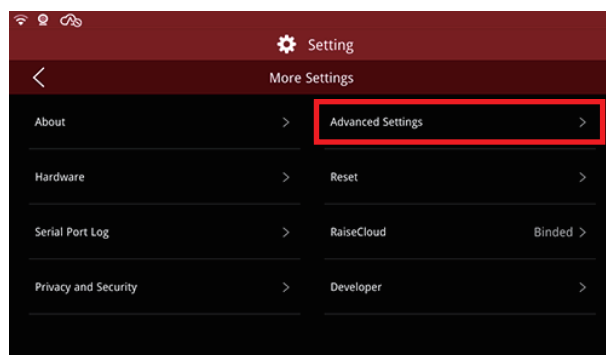 Setting
More Settings
About
Advanced Settings
Hardware
Reset
Serial Port Log
RaiseCloud Binded
Privacy and Security
Developer